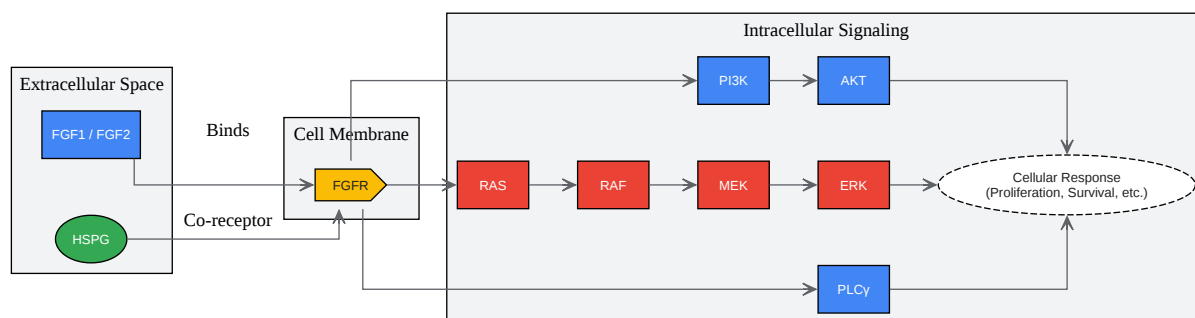 Intracellular Signaling
Extracellular Space
PI3K
AKT
FGF1 / FGF2
Binds
Cell Membrane
FGFR
RAS
RAF
MEK
ERK
Cellular Response
(Proliferation, Survival, etc.)
Co-receptor
HSPG
PLCγ